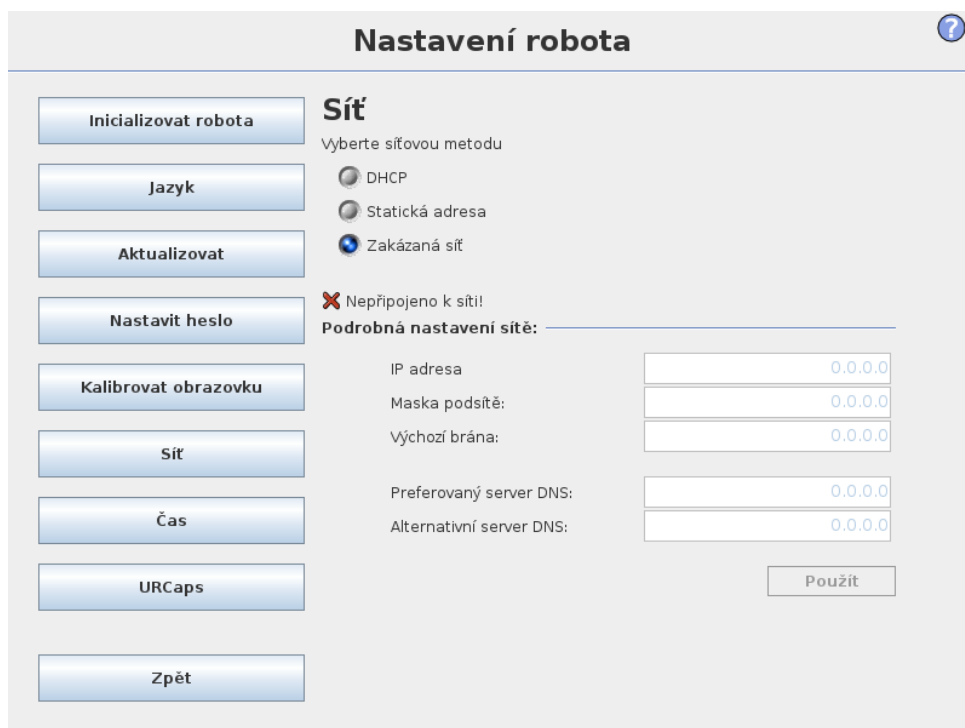 Nastavení robota
?
Inicializovat robota
Jazyk
Aktualizovat
Nastavit heslo
Kalibrovat obrazovku
Síť
Čas
URCaps
Zpět
Síť
Vyberte síťovou metodu
DHCP
Statická adresa
Zakázaná síť
Nepřipojeno k síti!
Podrobná nastavení sítě:
IP adresa 0.0.0.0
Maska podsítě: 0.0.0.0
Výchozí brána: 0.0.0.0
Preferovaný server DNS: 0.0.0.0
Alternativní server DNS: 0.0.0.0
Použít